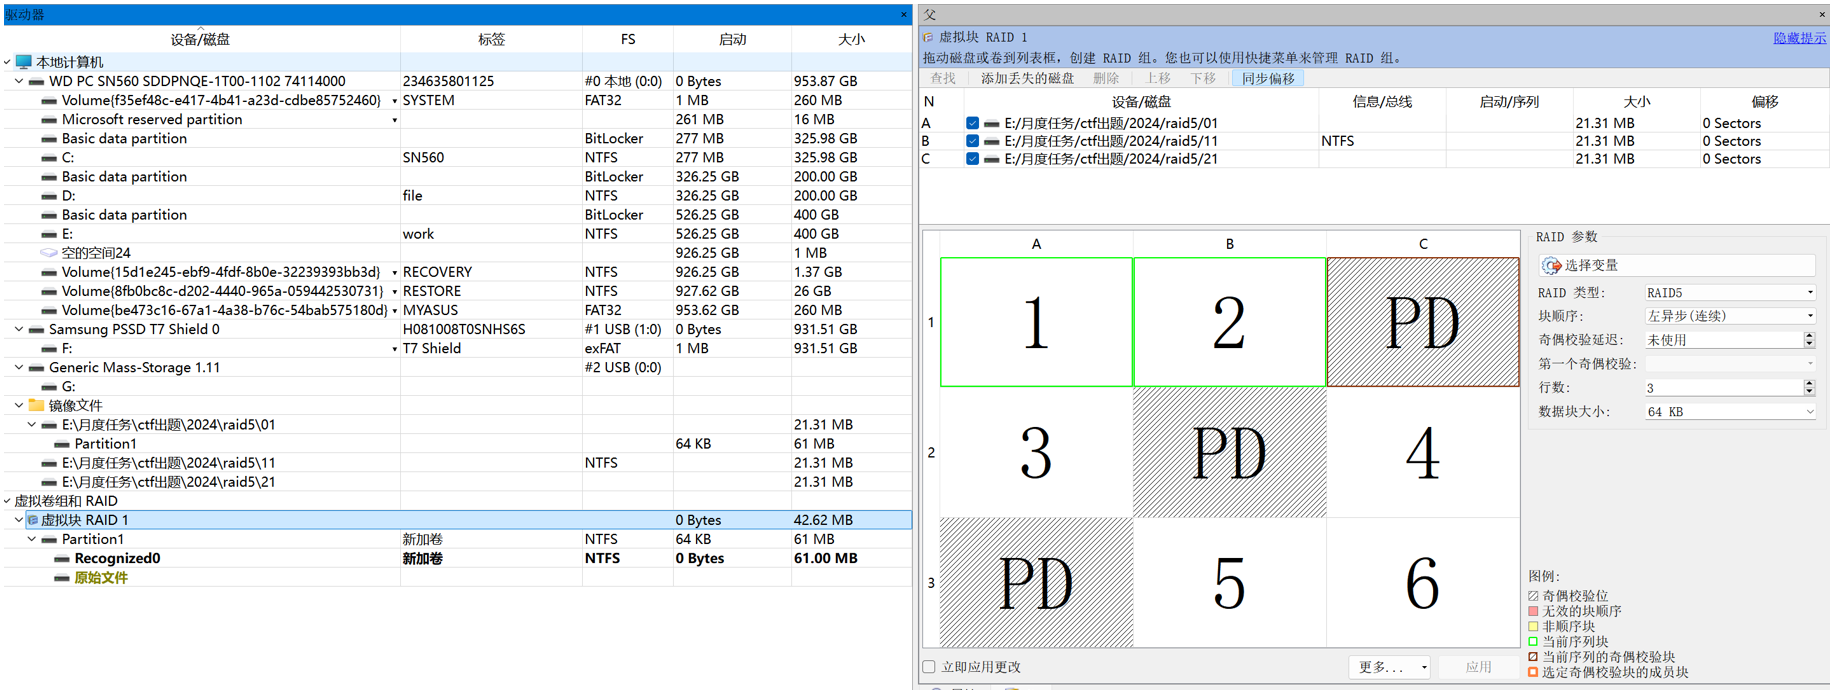 驱动器
设备/磁盘 标签 FS 启动 大小
本地计算机
WD PC SN560 SDDPNQE-1T00-1102 74114000 234635801125 #0 本地 (0:0) 0 Bytes 953.87 GB
Volume{f35ef48c-e417-4b41-a23d-cdbe85752460} SYSTEM FAT32 1 MB 260 MB
Microsoft reserved partition 261 MB 16 MB
Basic data partition BitLocker 277 MB 325.98 GB
C: SN560 NTFS 277 MB 325.98 GB
Basic data partition BitLocker 326.25 GB 200.00 GB
D: file NTFS 326.25 GB 200.00 GB
Basic data partition BitLocker 526.25 GB 400 GB
E: work NTFS 526.25 GB 400 GB
空的空间24 926.25 GB 1 MB
Volume{15d1e245-ebf9-4fdf-8b0e-32239393bb3d} RECOVERY NTFS 926.25 GB 1.37 GB
Volume{8fb0bc8c-d202-4440-965a-059442530731} RESTORE NTFS 927.62 GB 26 GB
Volume{be473c16-67a1-4a38-b76c-54bab575180d} MYASUS FAT32 953.62 GB 260 MB
Samsung PSSD T7 Shield 0 H081008T0SNHS6S #1 USB (1:0) 0 Bytes 931.51 GB
F: T7 Shield exFAT 1 MB 931.51 GB
Generic Mass-Storage 1.11 #2 USB (0:0)
G:
镜像文件
E:\月度任务\ctf出题\2024\raid5\01 21.31 MB
Partition1 64 KB 61 MB
E:\月度任务\ctf出题\2024\raid5\11 NTFS 21.31 MB
E:\月度任务\ctf出题\2024\raid5\21 21.31 MB
虚拟卷组和 RAID
虚拟块 RAID 1 0 Bytes 42.62 MB
Partition1 新加卷 NTFS 64 KB 61 MB
Recognized0 新加卷 NTFS 0 Bytes 61.00 MB
原始文件
父
虚拟块 RAID 1 隐藏提示
拖动磁盘或卷到列表框，创建 RAID 组。您也可以使用快捷菜单来管理 RAID 组。
查找 添加丢失的磁盘 删除 上移 下移 同步偏移
N 设备/磁盘 信息/总线 启动/序列 大小 偏移
A E:/月度任务/ctf出题/2024/raid5/01 21.31 MB 0 Sectors
B E:/月度任务/ctf出题/2024/raid5/11 NTFS 21.31 MB 0 Sectors
C E:/月度任务/ctf出题/2024/raid5/21 21.31 MB 0 Sectors
A B C
1 1 2 PD
2 3 PD 4
3 PD 5 6
RAID 参数
选择变量
RAID 类型: RAID5
块顺序: 左异步(连续)
奇偶校验延迟: 未使用
第一个奇偶校验:
行数: 3
数据块大小: 64 KB
图例:
奇偶校验位
无效的块顺序
非顺序块
当前序列块
当前序列的奇偶校验块
选定奇偶校验块的成员块
立即应用更改 更多... 应用